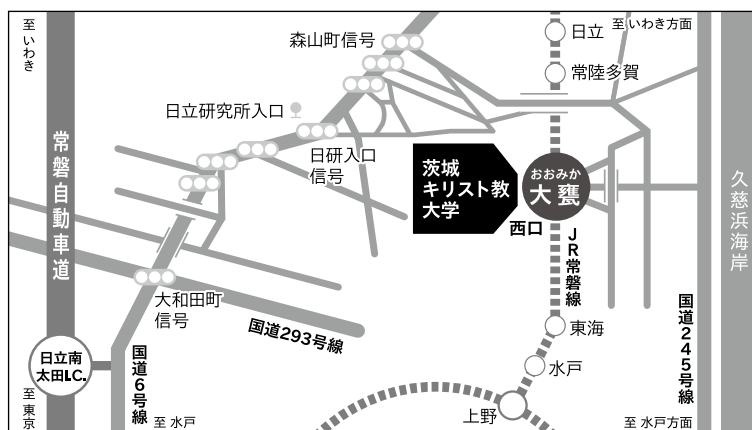 至いわき
常磐自動車道
日立南
太田I.C.
至 東京
森山町信号
日立研究所入口
日研入口
信号
大和田町
信号
国道293号線
国道6号線
至 水戸
日立
至 いわき方面
常陸多賀
茨城
キリスト教
大学
おおみか
大甕
西口
JR常磐線
東海
水戸
上野
国道245号線
久慈浜海岸
至 水戸方面